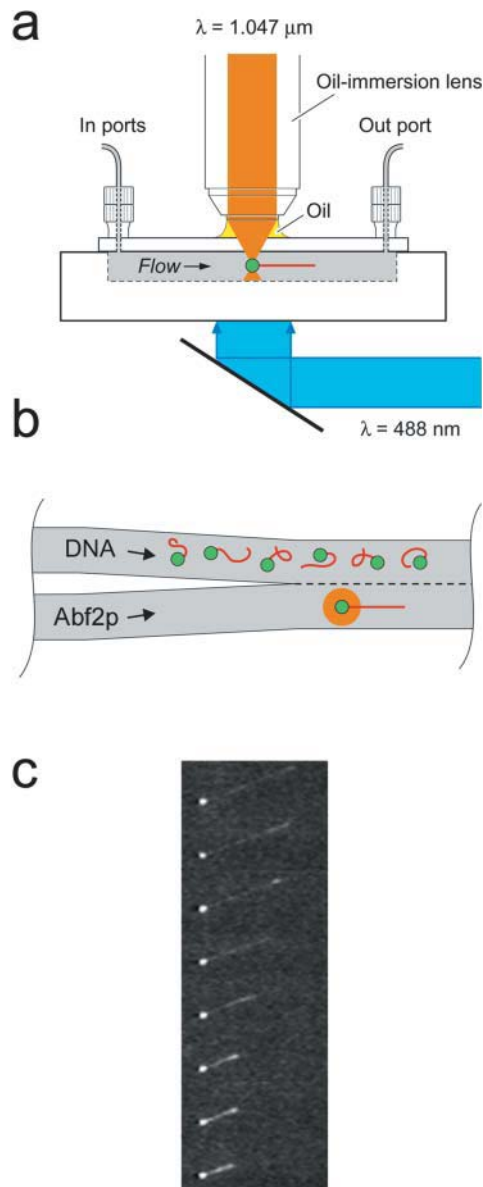 a
λ = 1.047 μm
Oil-immersion lens
In ports
Out port
Oil
Flow
λ = 488 nm
b
DNA
Abf2p
c